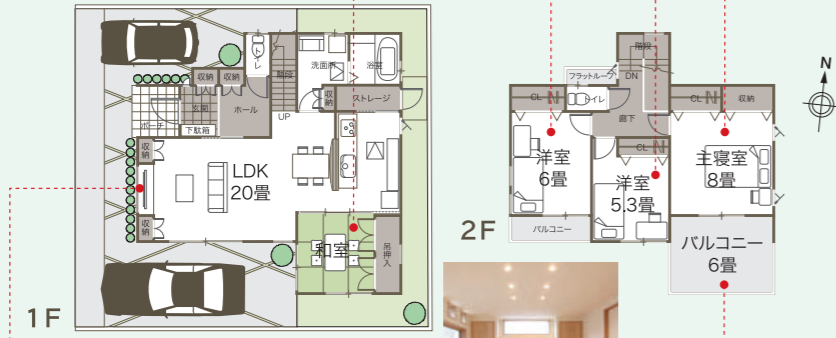 トイレ
階段
洗面所
浴室
収納
収納
玄関
ホール
UP
収納
ストレージ
ポーチ
下駄箱
収納
LDK
20畳
収納
和室
吊押入
1F
階段
フラットルーフ
DN
CL
トイレ
CL
収納
廊下
洋室
6畳
CL
洋室
5.3畳
主寝室
8畳
バルコニー
バルコニー
6畳
2F
N